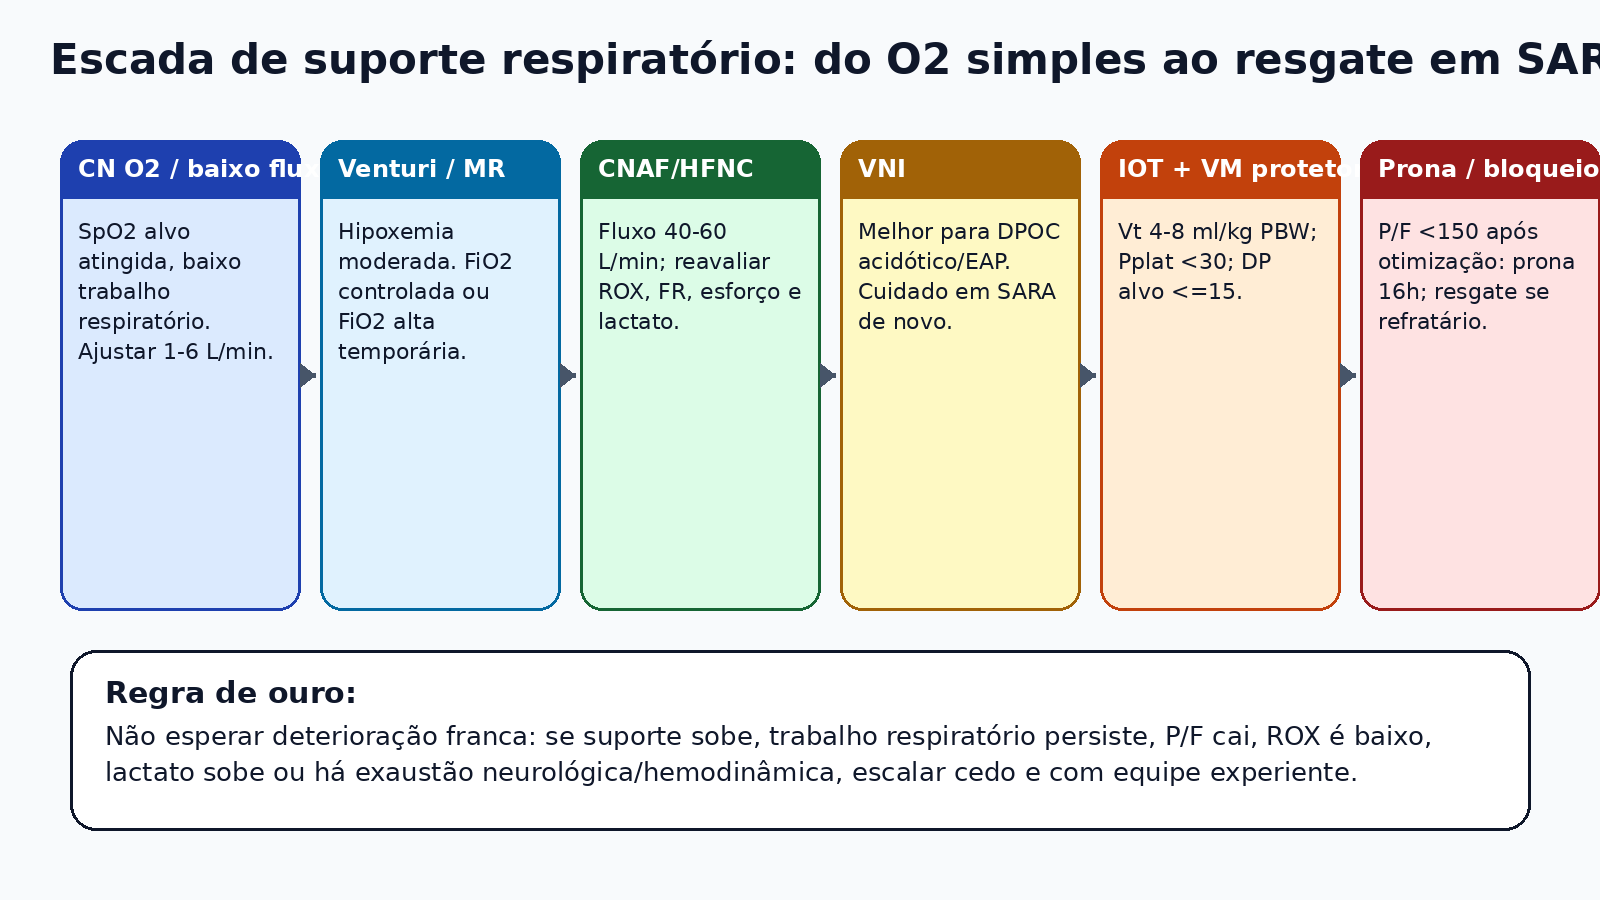 Escada de suporte respiratório: do O2 simples ao resgate em SAR
CN O2 / baixo flux
SpO2 alvo
atingida, baixo
trabalho
respiratório.
Ajustar 1-6 L/min.
Venturi / MR
Hipoxemia
moderada. FiO2
controlada ou
FiO2 alta
temporária.
CNAF/HFNC
Fluxo 40-60
L/min; reavaliar
ROX, FR, esforço e
lactato.
VNI
Melhor para DPOC
acidótico/EAP.
Cuidado em SARA
de novo.
IOT + VM protetor
Vt 4-8 ml/kg PBW;
Pplat <30; DP
alvo <=15.
Prona / bloqueio
P/F <150 após
otimização: prona
16h; resgate se
refratário.
Regra de ouro:
Não esperar deterioração franca: se suporte sobe, trabalho respiratório persiste, P/F cai, ROX é baixo,
lactato sobe ou há exaustão neurológica/hemodinâmica, escalar cedo e com equipe experiente.